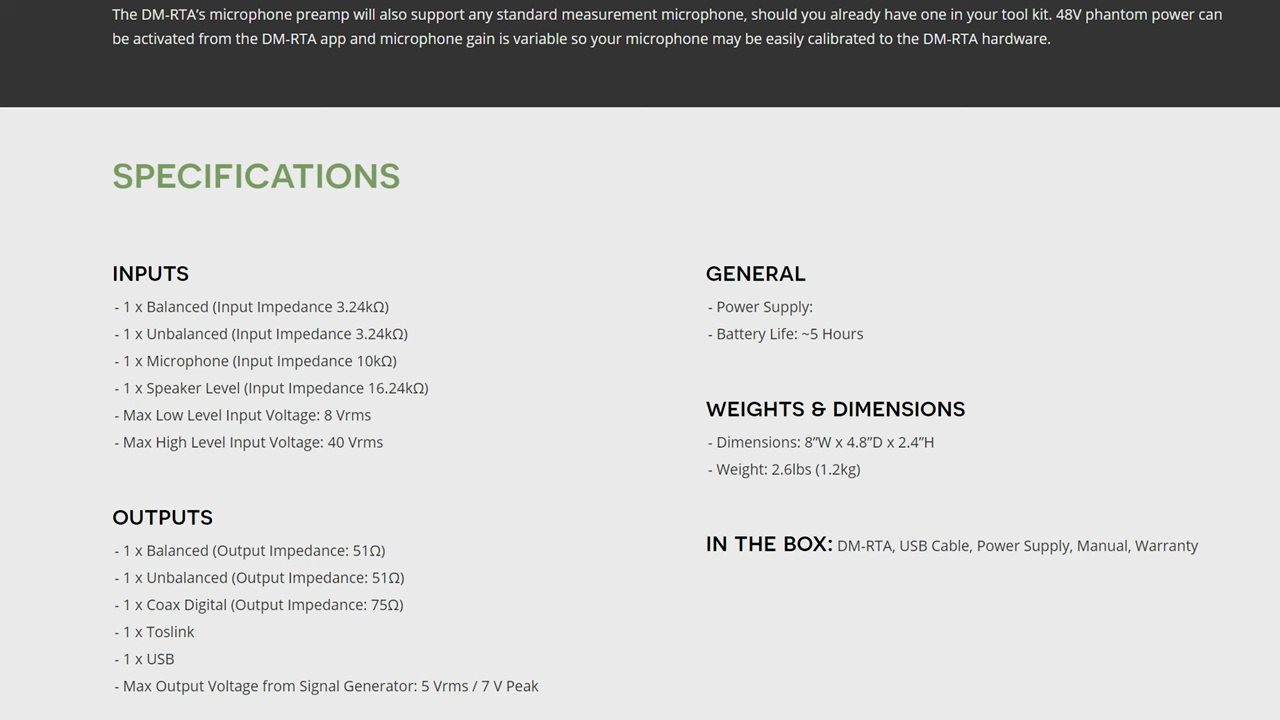 The DM-RTA’s microphone preamp will also support any standard measurement microphone, should you already have one in your tool kit. 48V phantom power can
be activated from the DM-RTA app and microphone gain is variable so your microphone may be easily calibrated to the DM-RTA hardware.
SPECIFICATIONS
INPUTS
- 1 x Balanced (Input Impedance 3.24kΩ)
- 1 x Unbalanced (Input Impedance 3.24kΩ)
- 1 x Microphone (Input Impedance 10kΩ)
- 1 x Speaker Level (Input Impedance 16.24kΩ)
- Max Low Level Input Voltage: 8 Vrms
- Max High Level Input Voltage: 40 Vrms
OUTPUTS
- 1 x Balanced (Output Impedance: 51Ω)
- 1 x Unbalanced (Output Impedance: 51Ω)
- 1 x Coax Digital (Output Impedance: 75Ω)
- 1 x Toslink
- 1 x USB
- Max Output Voltage from Signal Generator: 5 Vrms / 7 V Peak
GENERAL
- Power Supply:
- Battery Life: ~5 Hours
WEIGHTS & DIMENSIONS
- Dimensions: 8”W x 4.8”D x 2.4”H
- Weight: 2.6lbs (1.2kg)
IN THE BOX: DM-RTA, USB Cable, Power Supply, Manual, Warranty